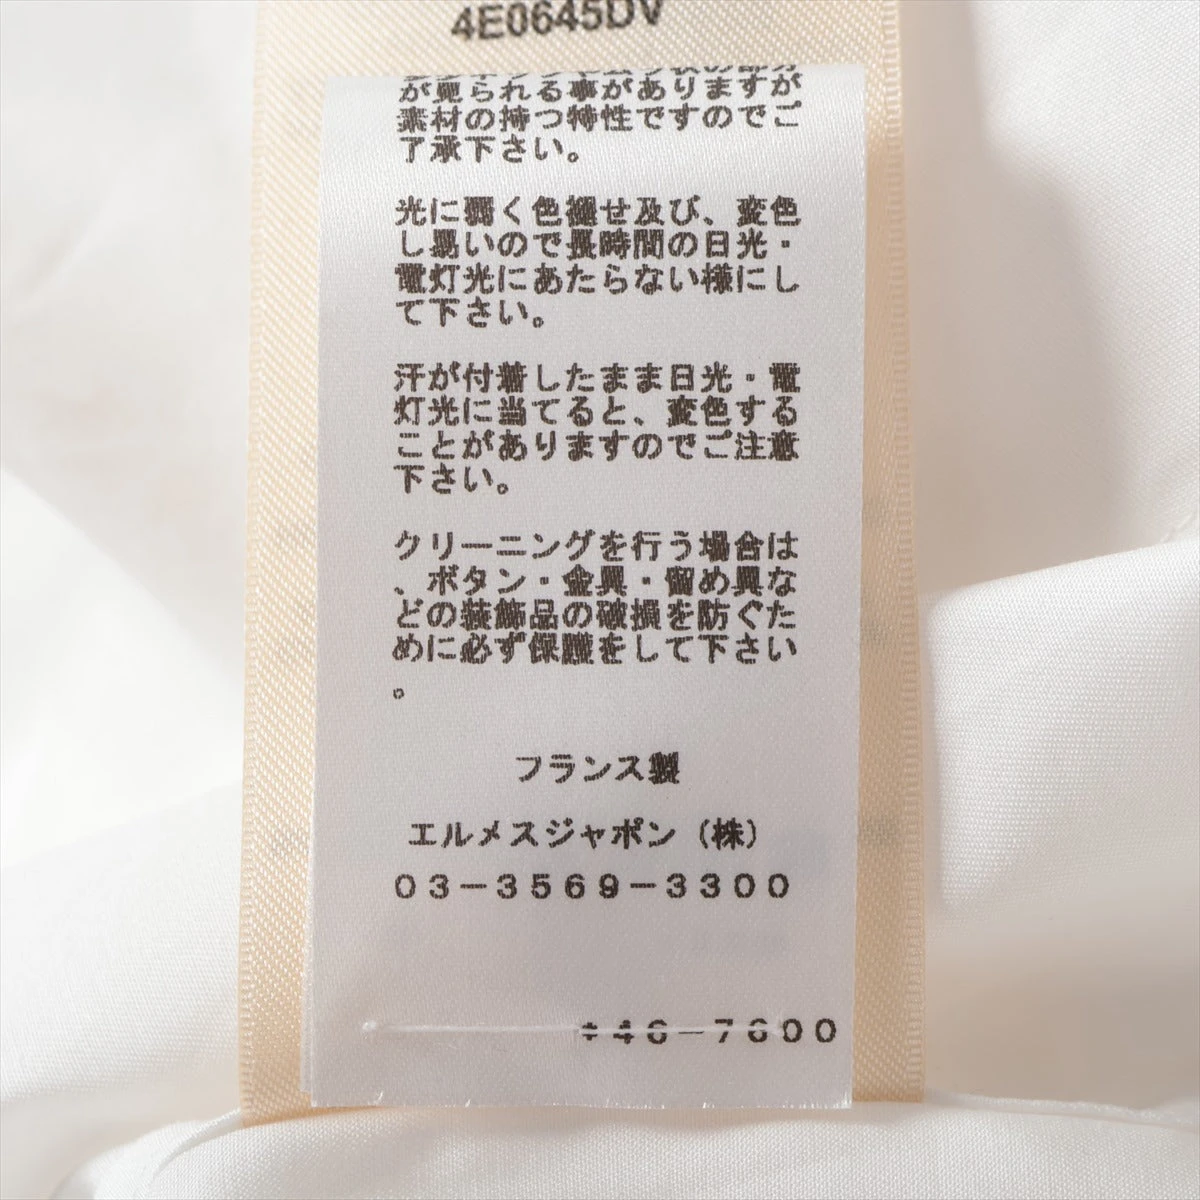 4E0645DV
が見られる事がありますが
素材の持つ特性ですのでご
了承下さい。
光に弱く色褪せ及び、変色
し易いので長時間の日光・
電灯光にあたらない様にし
て下さい。
汗が付着したまま日光・電
灯光に当てると、変色する
ことがありますのでご注意
下さい。
クリーニングを行う場合は
、ボタン・金具・留め具な
どの装飾品の破損を防ぐた
めに必ず保護をして下さい
。
フランス製
エルメスジャポン（株）
03-3569-3300
46-7600